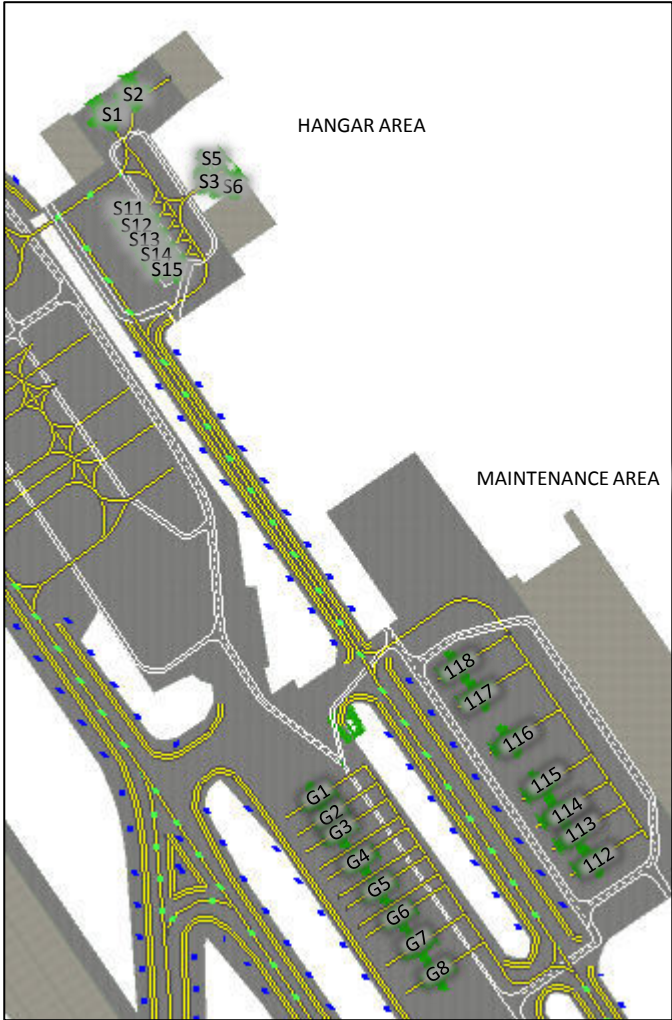 S2
S1
HANGAR AREA
S5
S3 S6
S11
S12
S13
S14
S15
MAINTENANCE AREA
118
117
116
115
114
113
112
G1
G2
G3
G4
G5
G6
G7
G8